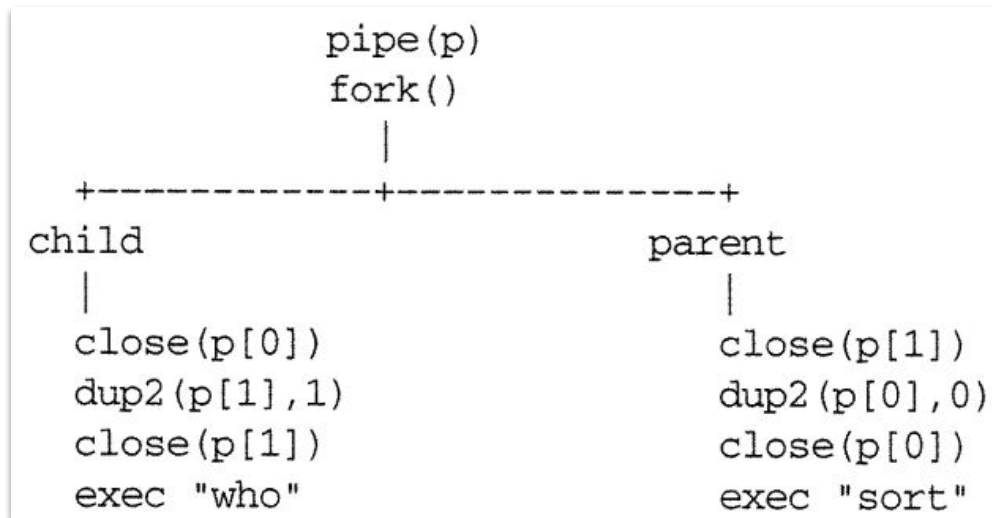 pipe(p)
fork()
|
+-------------+--------------+
child parent
| |
close(p[0]) close(p[1])
dup2(p[1],1) dup2(p[0],0)
close(p[1]) close(p[0])
exec "who" exec "sort"